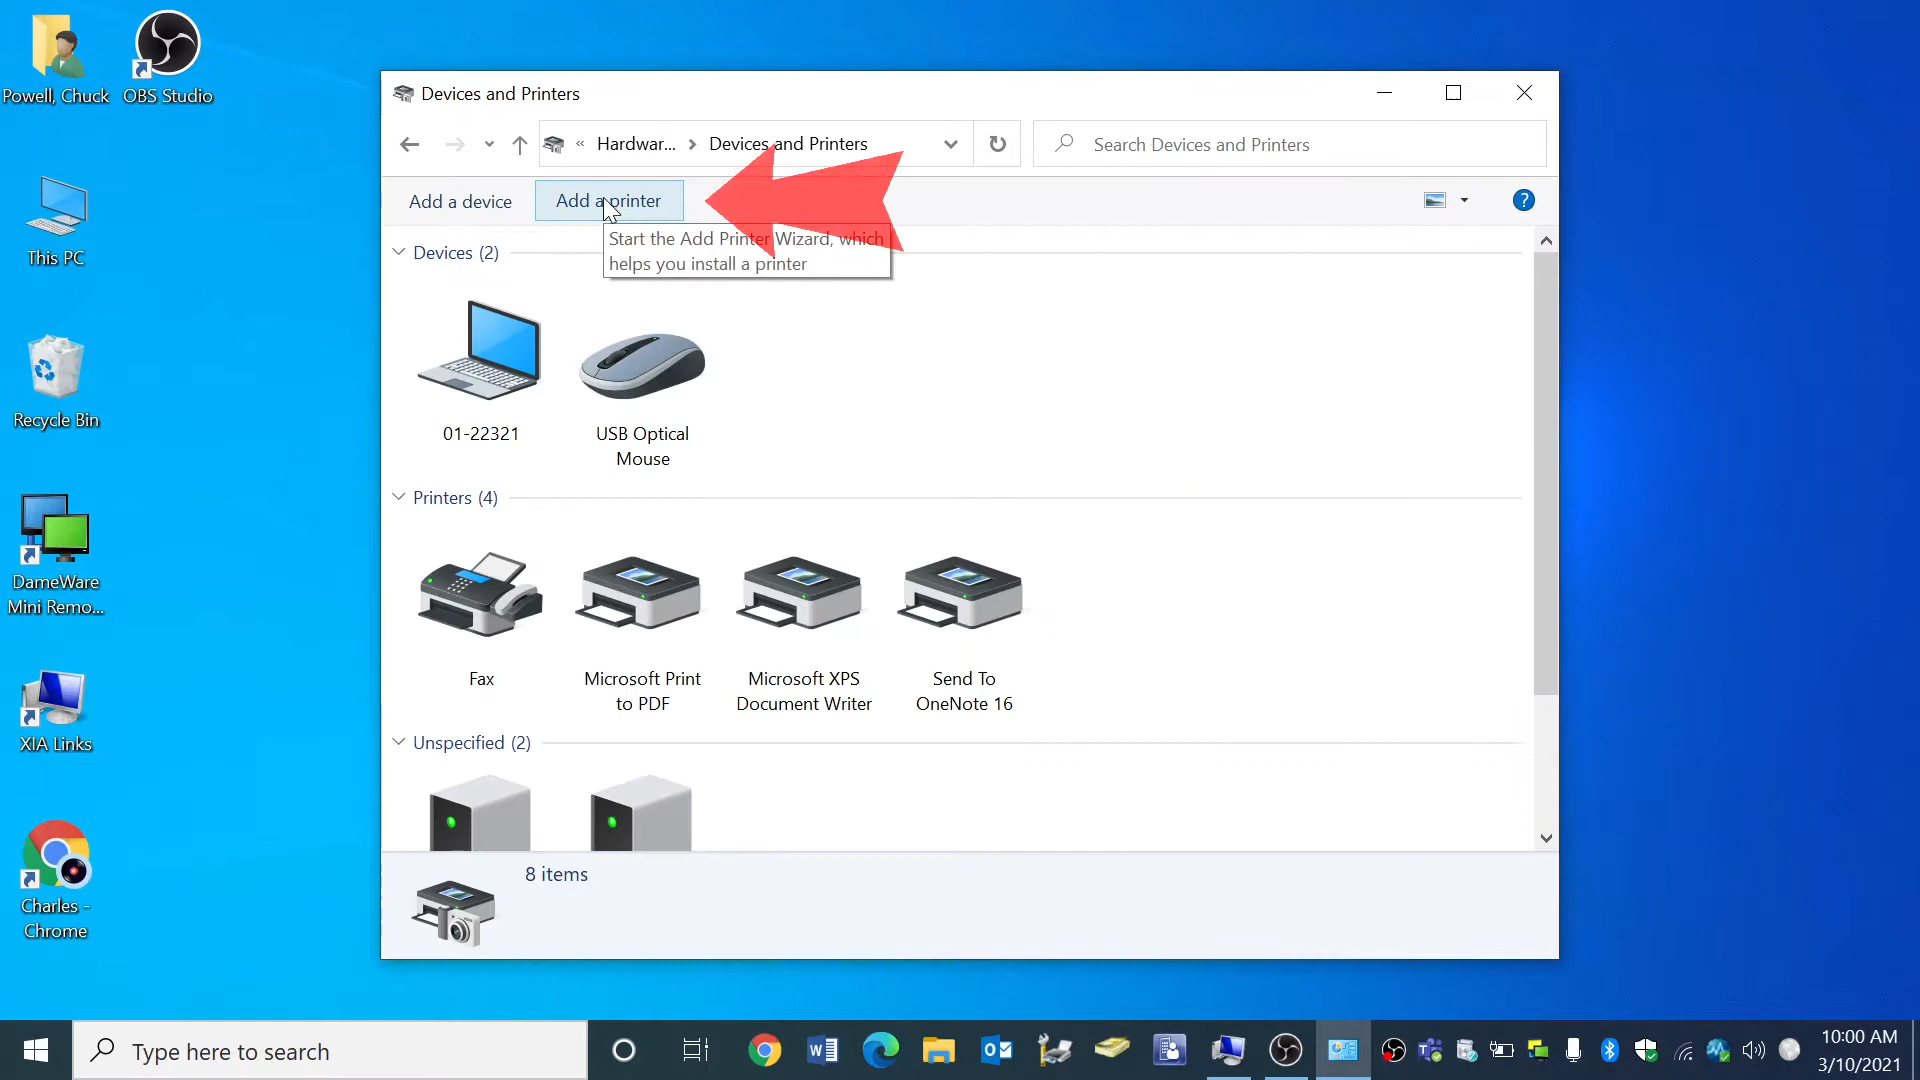 Powell, Chuck
OBS Studio
This PC
Recycle Bin
DameWare
Mini Remo...
XIA Links
Charles -
Chrome
Devices and Printers
« Hardwar... > Devices and Printers
Search Devices and Printers
Add a device
Add a printer
Start the Add Printer Wizard, which
helps you install a printer
Devices (2)
01-22321
USB Optical
Mouse
Printers (4)
Fax
Microsoft Print
to PDF
Microsoft XPS
Document Writer
Send To
OneNote 16
Unspecified (2)
8 items
Type here to search
10:00 AM
3/10/2021